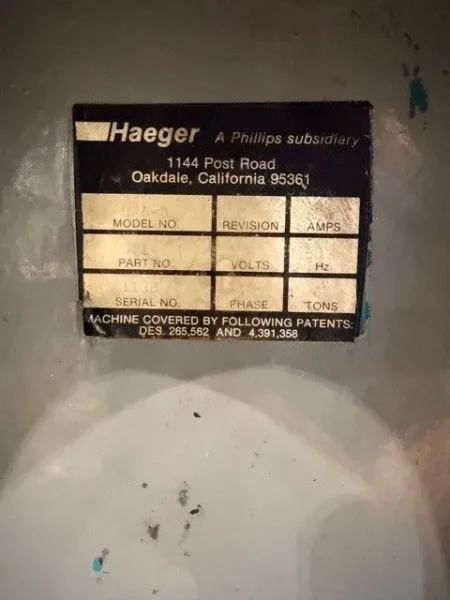 Haeger A Phillips subsidiary
1144 Post Road
Oakdale, California 95361
MODEL NO. REVISION AMPS
PART NO. VOLTS Hz
SERIAL NO. PHASE TONS
MACHINE COVERED BY FOLLOWING PATENTS:
DES. 265,562 AND 4,391,358